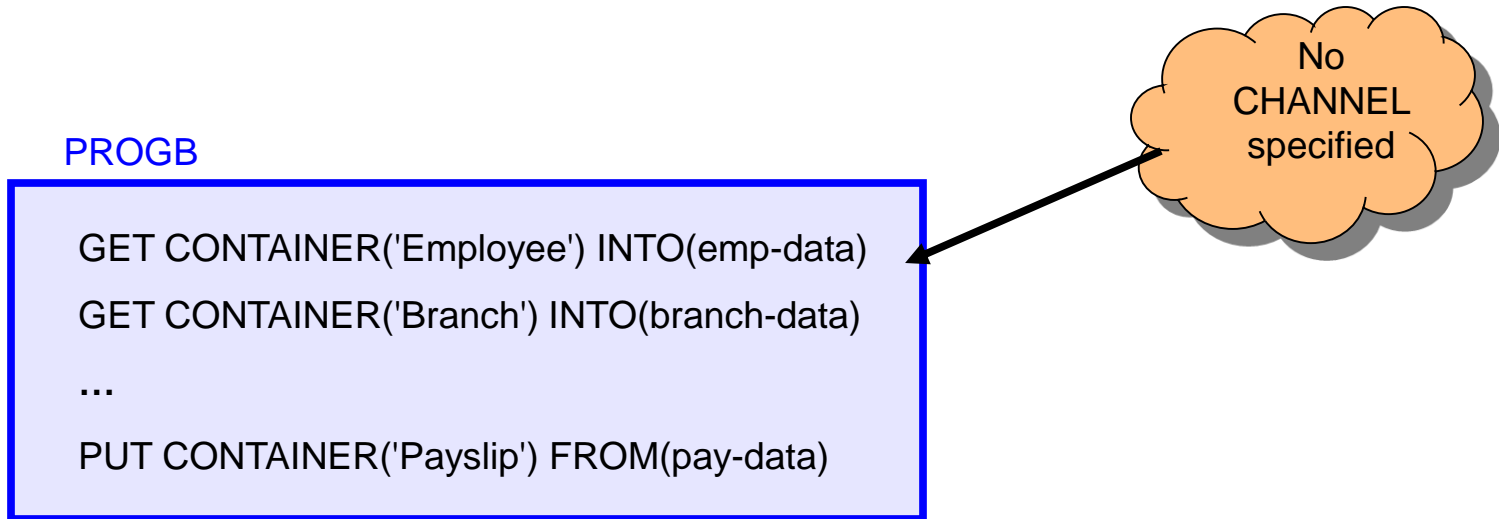 No
CHANNEL
specified
PROGB
GET CONTAINER('Employee') INTO(emp-data)
GET CONTAINER('Branch') INTO(branch-data)
...
PUT CONTAINER('Payslip') FROM(pay-data)